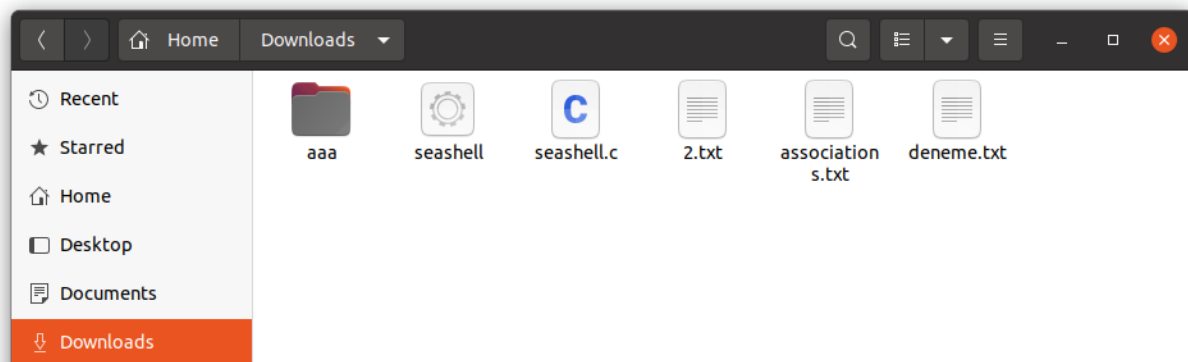 Home
Downloads
Recent
Starred
Home
Desktop
Documents
Downloads
aaa
seashell
C
seashell.c
2.txt
association
s.txt
deneme.txt